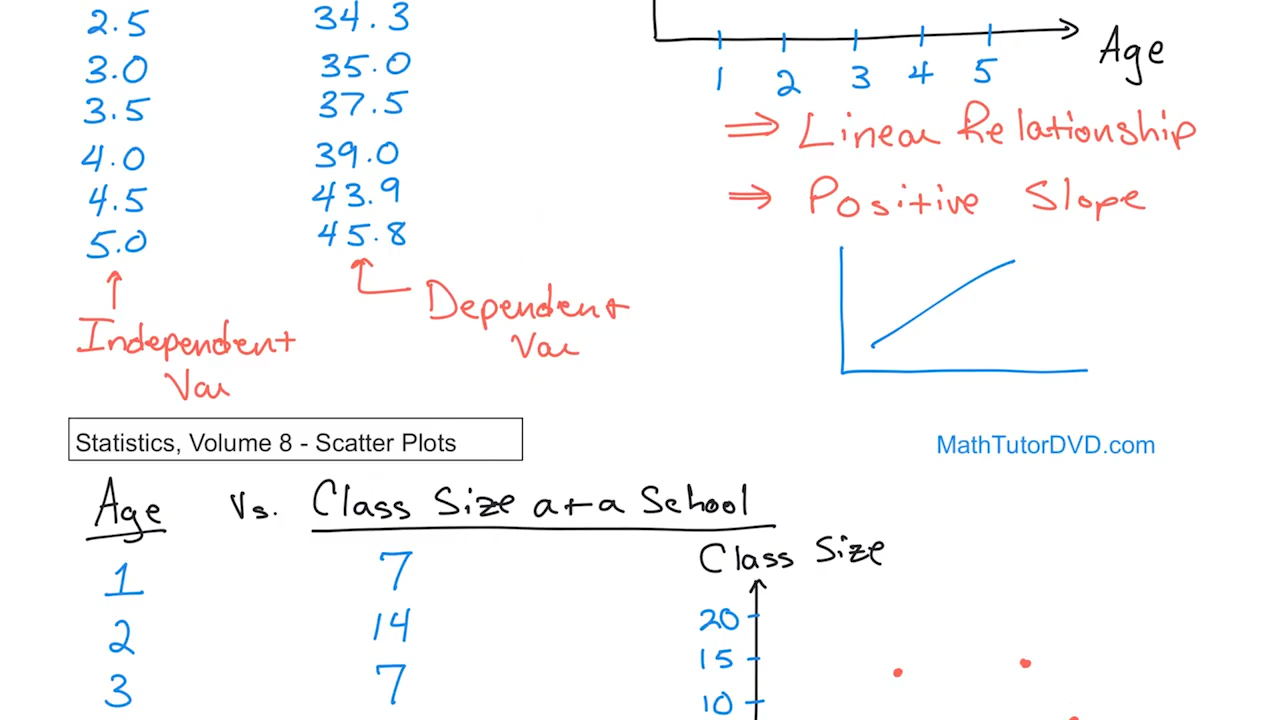 2.5 34.3
3.0 35.0
3.5 37.5
4.0 39.0
4.5 43.9
5.0 45.8
Independent
Var
Dependent
Var
1 2 3 4 5 Age
⇒ Linear Relationship
⇒ Positive Slope
Statistics, Volume 8 - Scatter Plots
MathTutorDVD.com
Age Vs. Class Size at a School
1 7
2 14
3 7
Class Size
20
15
10